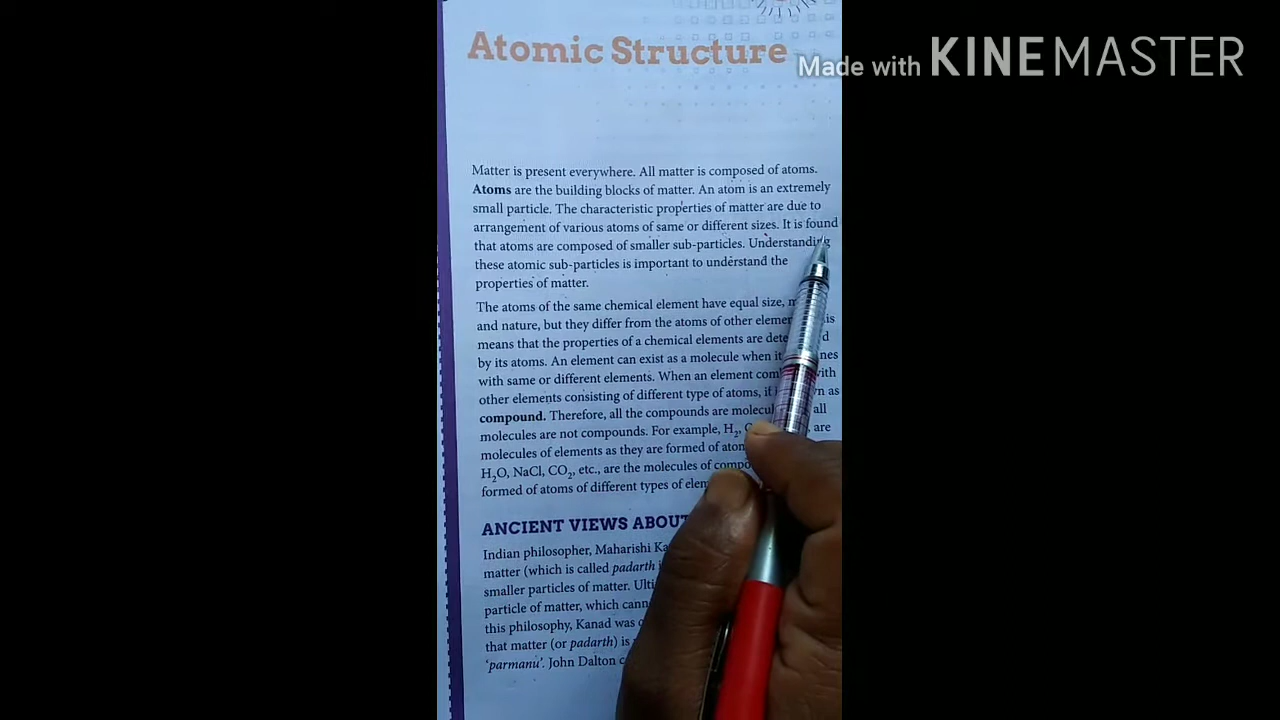 Atomic Structure
Made with KINEMASTER
Matter is present everywhere. All matter is composed of atoms.
Atoms are the building blocks of matter. An atom is an extremely
small particle. The characteristic properties of matter are due to
arrangement of various atoms of same or different sizes. It is found
that atoms are composed of smaller sub-particles. Understanding
these atomic sub-particles is important to understand the
properties of matter.
The atoms of the same chemical element have equal size,
and nature, but they differ from the atoms of other
means that the properties of a chemical elements are
by its atoms. An element can exist as a molecule when it
with same or different elements. When an element with
other elements consisting of different type of atoms, as
compound. Therefore, all the compounds are all
molecules are not compounds. For example, H₂, are
molecules of elements as they are formed of
H₂O, NaCl, CO₂, etc., are the molecules of
formed of atoms of different types of
ANCIENT VIEWS ABOUT
Indian philosopher, Maharishi
matter (which is called padarth
smaller particles of matter.
particle of matter, which
this philosophy, Kanad was
that matter (or padarth) is
'parmanu'. John Dalton